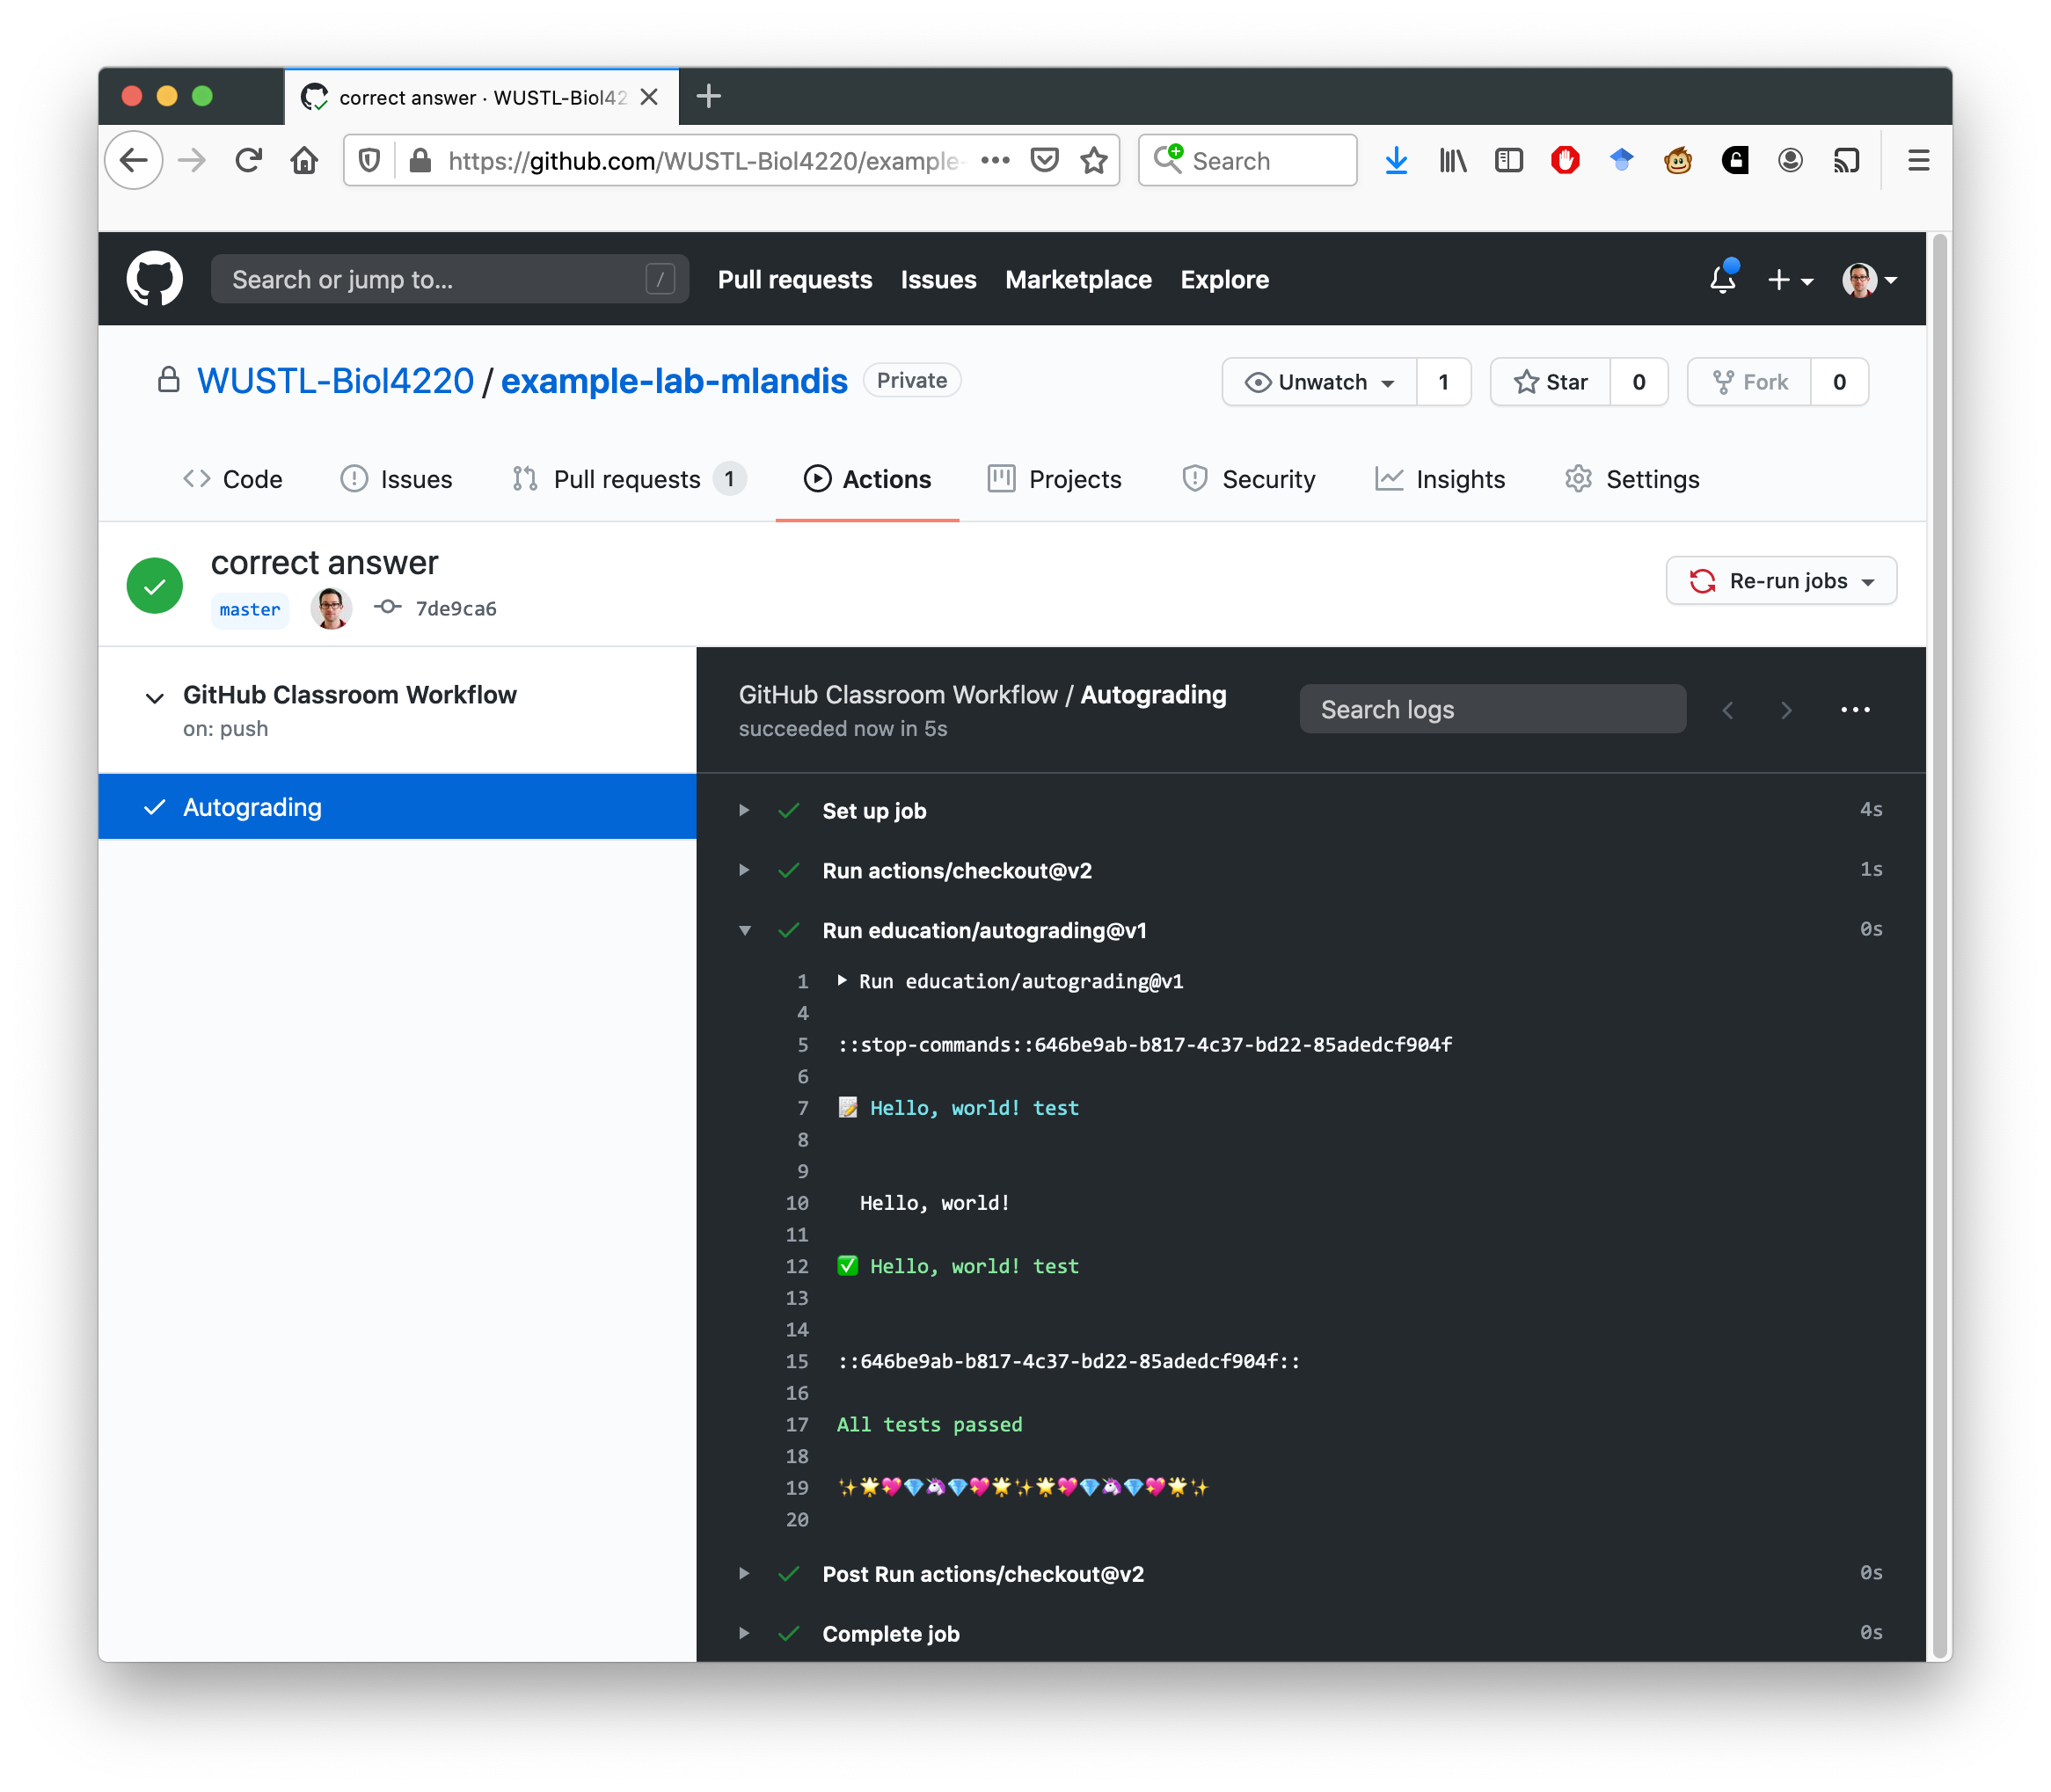 correct answer · WUSTL-Biol42
https://github.com/WUSTL-Biol4220/example-
Search
Search or jump to... /
Pull requests Issues Marketplace Explore
WUSTL-Biol4220 / example-lab-mlandis Private
Unwatch 1 Star 0 Fork 0
Code Issues Pull requests 1 Actions Projects Security Insights Settings
correct answer
master 7de9ca6
Re-run jobs
GitHub Classroom Workflow
on: push
Autograding
GitHub Classroom Workflow / Autograding
succeeded now in 5s
Search logs
Set up job 4s
Run actions/checkout@v2 1s
Run education/autograding@v1 0s
1 Run education/autograding@v1
4
5 ::stop-commands::646be9ab-b817-4c37-bd22-85adedcf904f
6
7 📝 Hello, world! test
8
9
10 Hello, world!
11
12 ✅ Hello, world! test
13
14
15 ::646be9ab-b817-4c37-bd22-85adedcf904f::
16
17 All tests passed
18
19 ✨🌟💖💎🦄💎💖🌟✨🌟💖💎🦄💎💖🌟✨
20
Post Run actions/checkout@v2 0s
Complete job 0s